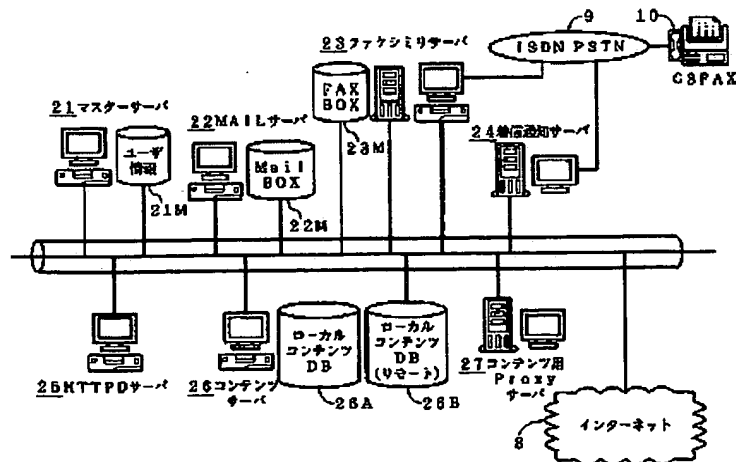 9
10
ISDN PSTN
G3FAX
23ファクシミリサーバ
FAX
BOX
23M
21マスターサーバ
ユーザ
情報
21M
22MAILサーバ
Mail
BOX
22M
24着信通知サーバ
25HTTPDサーバ
26コンテンツ
サーバ
ローカル
コンテンツ
DB
26A
ローカル
コンテンツ
DB
(リモート)
26B
27コンテンツ用
Proxy
サーバ
インターネット
8